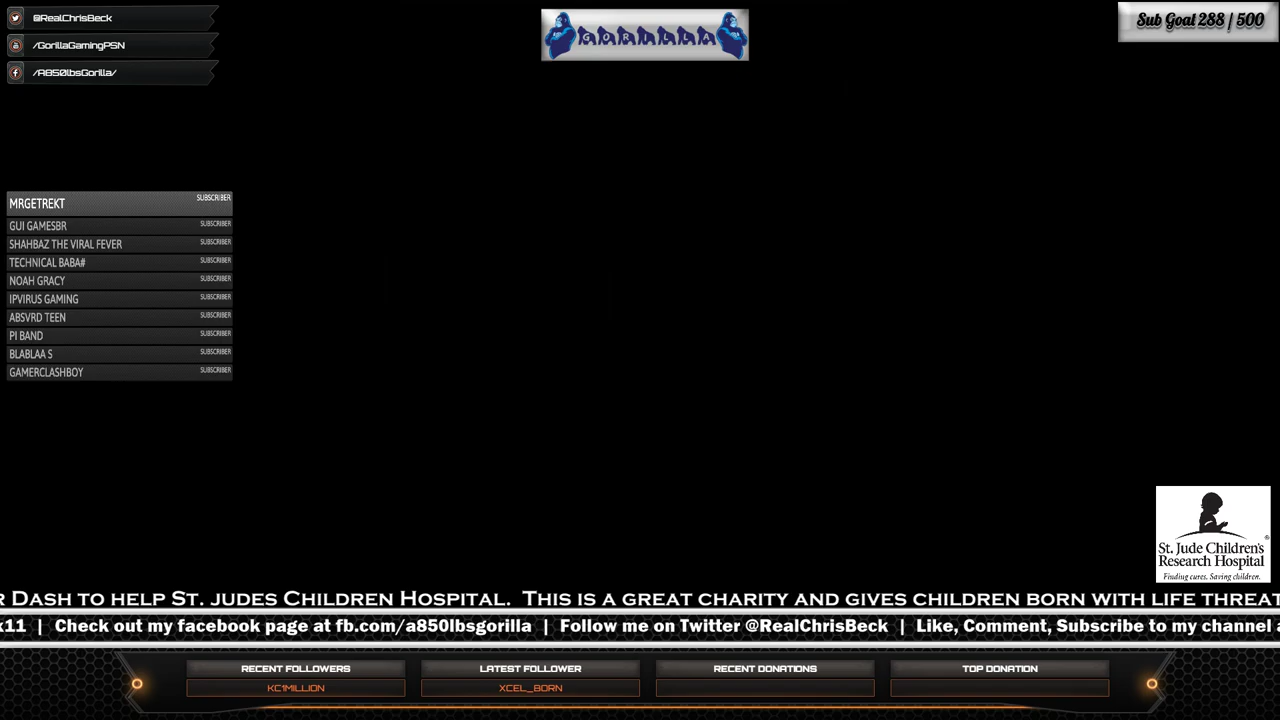 @RealChrisBeck
/GorillaGamingPSN
/A850lbsGorilla/
GORILLLA
Sub Goal 288 / 500
MRGETREKT SUBSCRIBER
GUI GAMESBR SUBSCRIBER
SHAHBAZ THE VIRAL FEVER SUBSCRIBER
TECHNICAL BABA# SUBSCRIBER
NOAH GRACY SUBSCRIBER
IPVIRUS GAMING SUBSCRIBER
ABSVRD TEEN SUBSCRIBER
PI BAND SUBSCRIBER
BLABLAA S SUBSCRIBER
GAMERCLASHBOY SUBSCRIBER
St. Jude Children's
Research Hospital
®
Finding cures. Saving children.
R DASH TO HELP ST. JUDES CHILDREN HOSPITAL. THIS IS A GREAT CHARITY AND GIVES CHILDREN BORN WITH LIFE THREAT
k11 | Check out my facebook page at fb.com/a850lbsgorilla | Follow me on Twitter @RealChrisBeck | Like, Comment, Subscribe to my channel a
RECENT FOLLOWERS LATEST FOLLOWER RECENT DONATIONS TOP DONATION
KC1MILLION XCEL_BORN